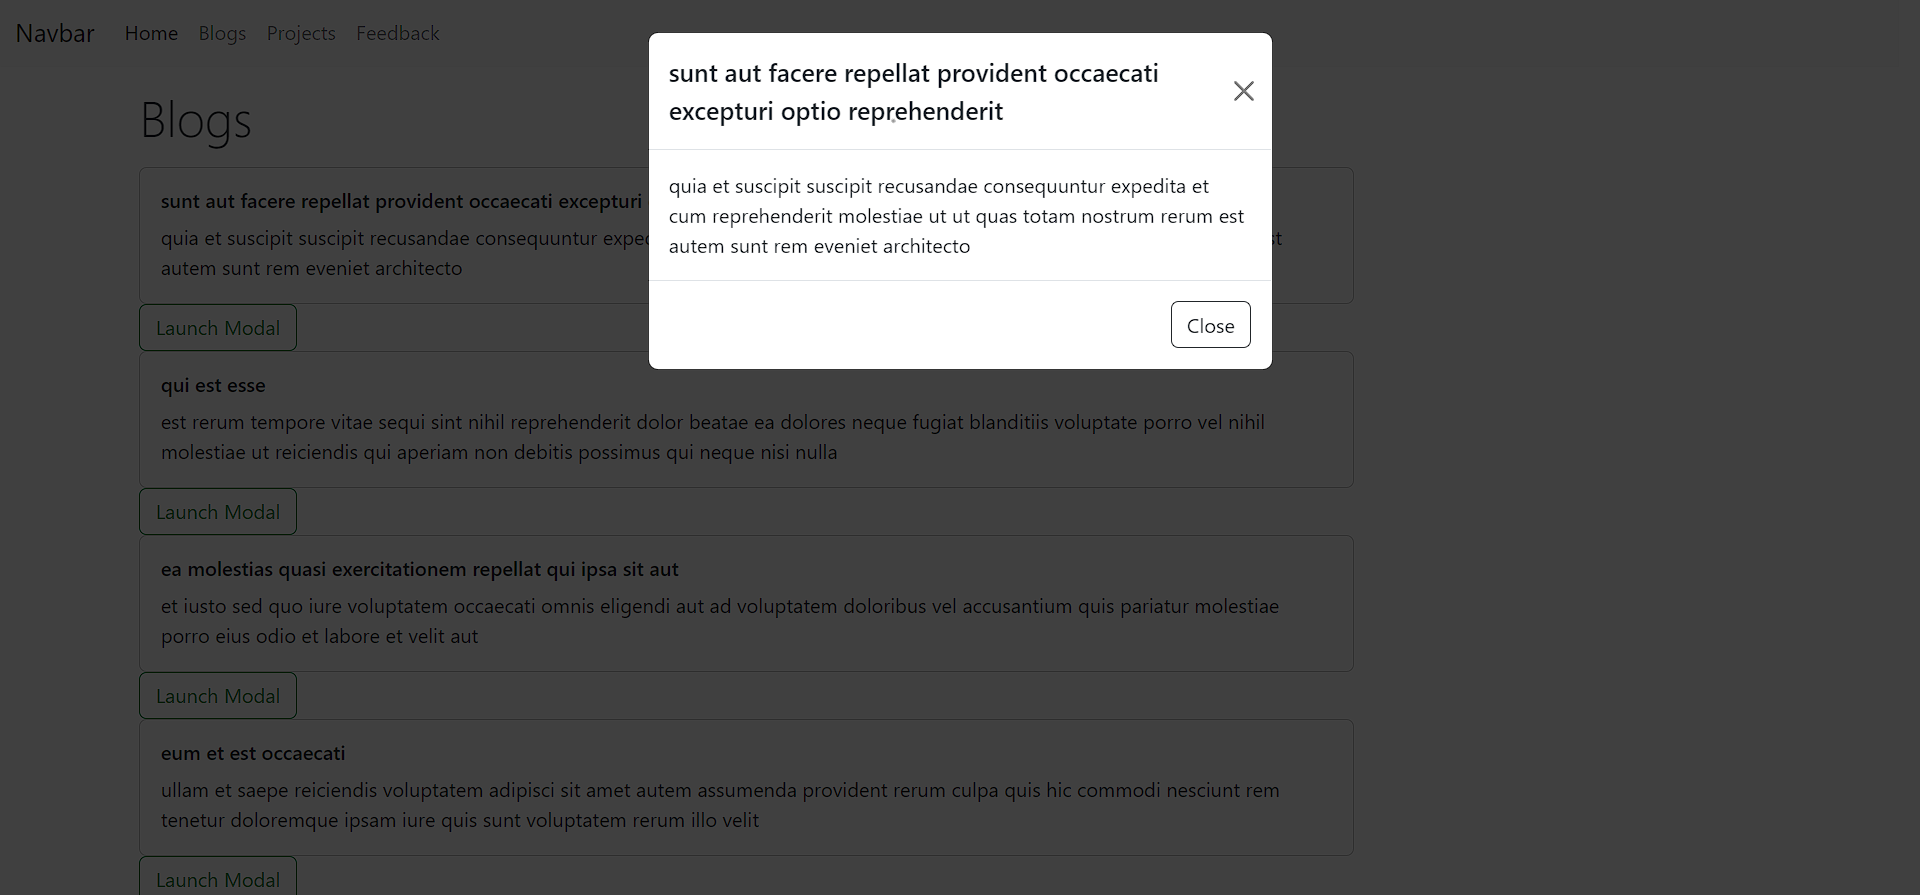 Navbar Home Blogs Projects Feedback
sunt aut facere repellat provident occaecati
excepturi optio reprehenderit
quia et suscipit suscipit recusandae consequuntur expedita et
cum reprehenderit molestiae ut ut quas totam nostrum rerum est
autem sunt rem eveniet architecto
Close
Blogs
sunt aut facere repellat provident occaecati excepturi
quia et suscipit suscipit recusandae consequuntur
autem sunt rem eveniet architecto
Launch Modal
qui est esse
est rerum tempore vitae sequi sint nihil reprehenderit dolor beatae ea dolores neque fugiat blanditiis voluptate porro vel nihil
molestiae ut reiciendis qui aperiam non debitis possimus qui neque nisi nulla
Launch Modal
ea molestias quasi exercitationem repellat qui ipsa sit aut
et iusto sed quo iure voluptatem occaecati omnis eligendi aut ad voluptatem doloribus vel accusantium quis pariatur molestiae
porro eius odio et labore et velit aut
Launch Modal
eum et est occaecati
ullam et saepe reiciendis voluptatem adipisci sit amet autem assumenda provident rerum culpa quis hic commodi nesciunt rem
tenetur doloremque ipsam iure quis sunt voluptatem rerum illo velit
Launch Modal